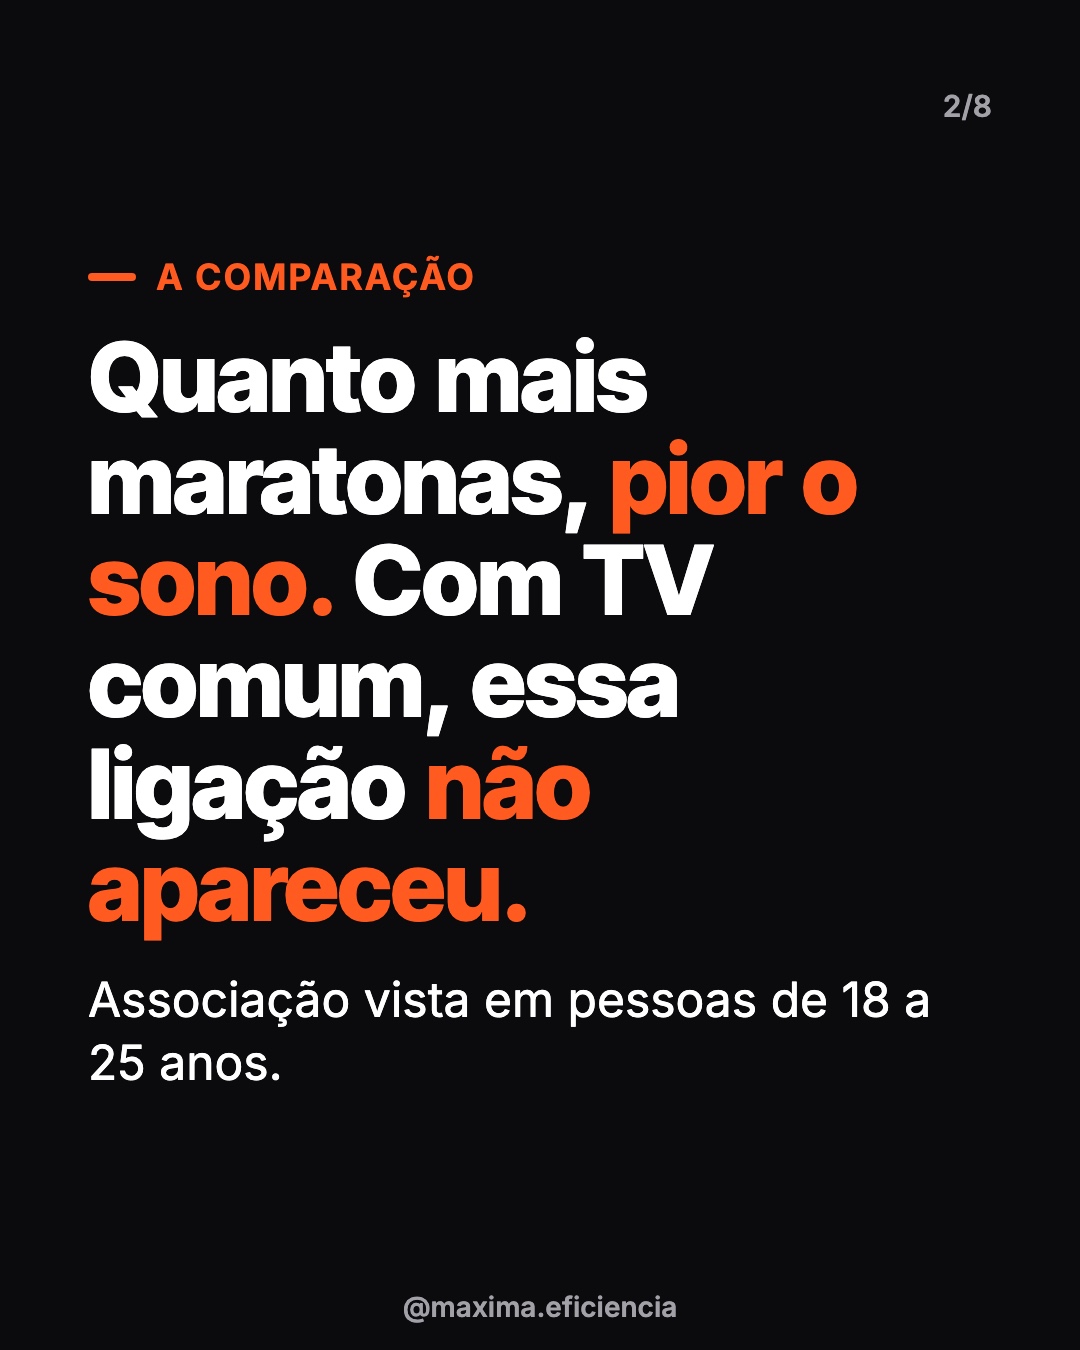 2/8
A COMPARAÇÃO
Quanto mais
maratonas, pior o
sono. Com TV
comum, essa
ligação não
apareceu.
Associação vista em pessoas de 18 a
25 anos.
@maxima.eficiencia